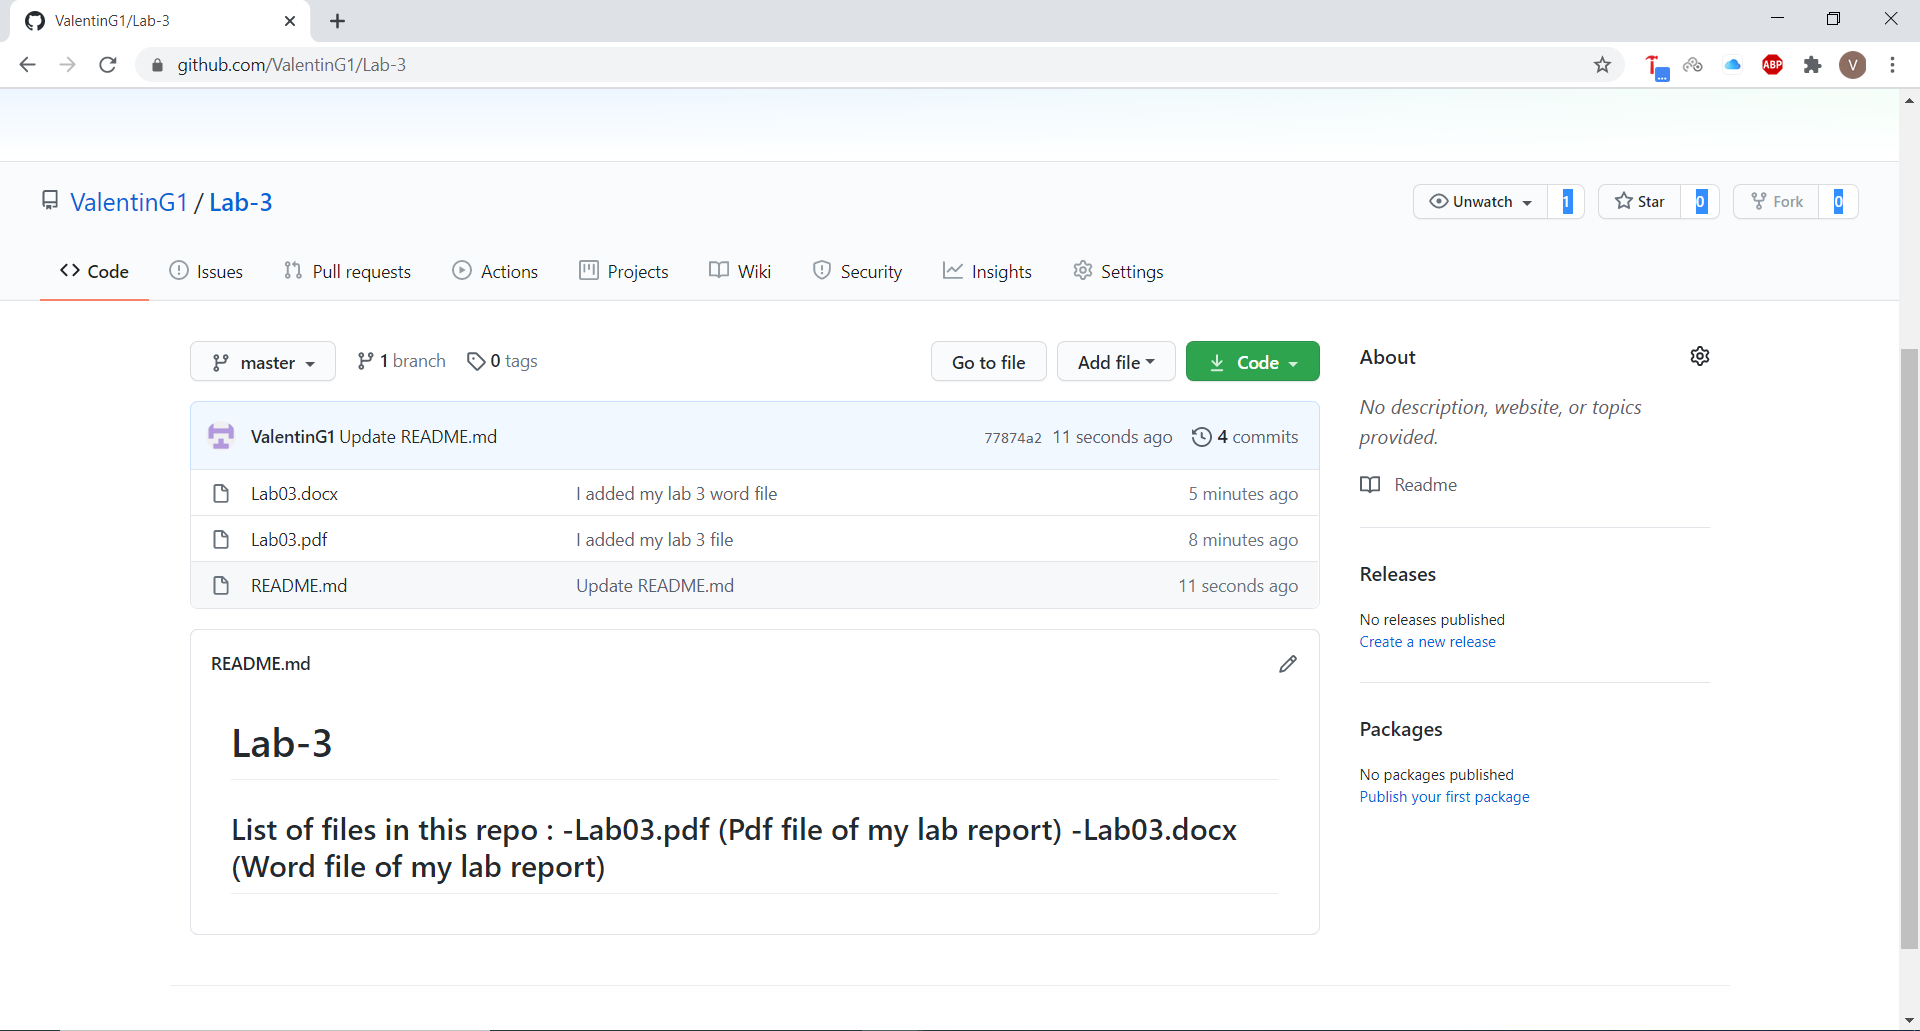 ValentinG1/Lab-3
github.com/ValentinG1/Lab-3
ABP
V
ValentinG1 / Lab-3
Unwatch 1
Star 0
Fork 0
Code Issues Pull requests Actions Projects Wiki Security Insights Settings
master 1 branch 0 tags Go to file Add file Code
ValentinG1 Update README.md 77874a2 11 seconds ago 4 commits
Lab03.docx I added my lab 3 word file 5 minutes ago
Lab03.pdf I added my lab 3 file 8 minutes ago
README.md Update README.md 11 seconds ago
README.md
Lab-3
List of files in this repo : -Lab03.pdf (Pdf file of my lab report) -Lab03.docx
(Word file of my lab report)
About
No description, website, or topics
provided.
Readme
Releases
No releases published
Create a new release
Packages
No packages published
Publish your first package